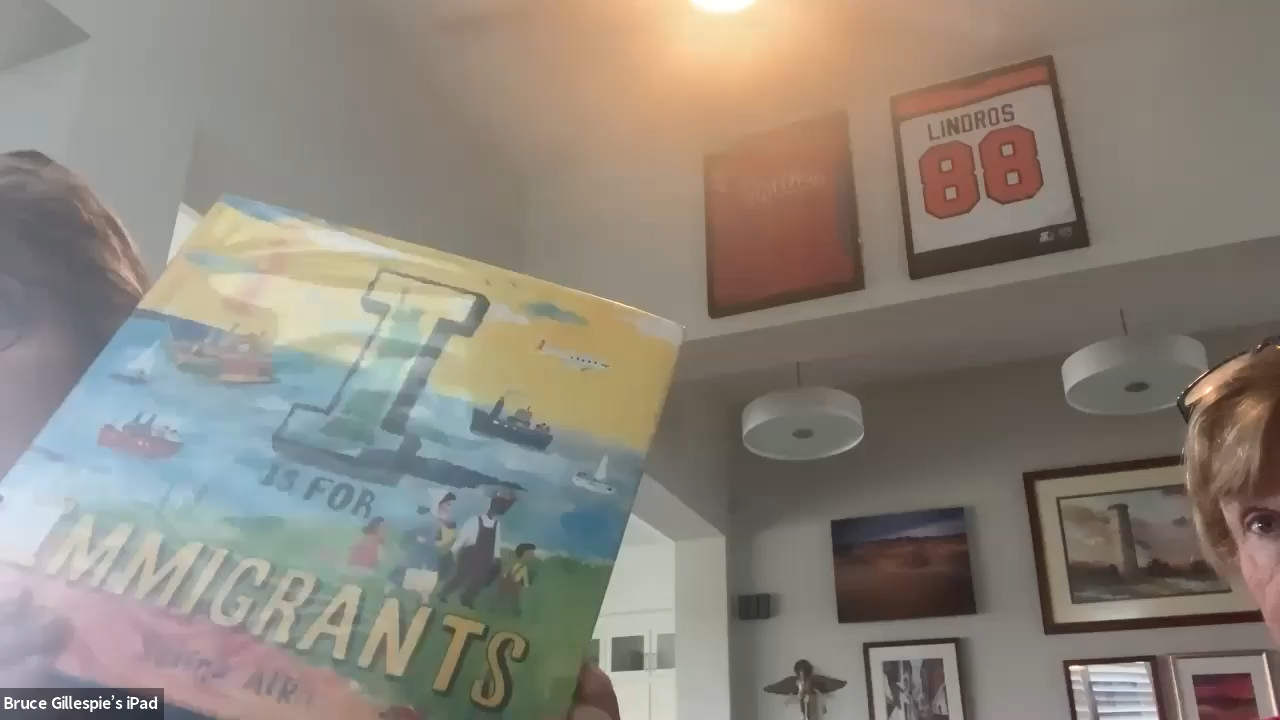 LINDROS
88
I
IS FOR
IMMIGRANTS
Bruce Gillespie's iPad